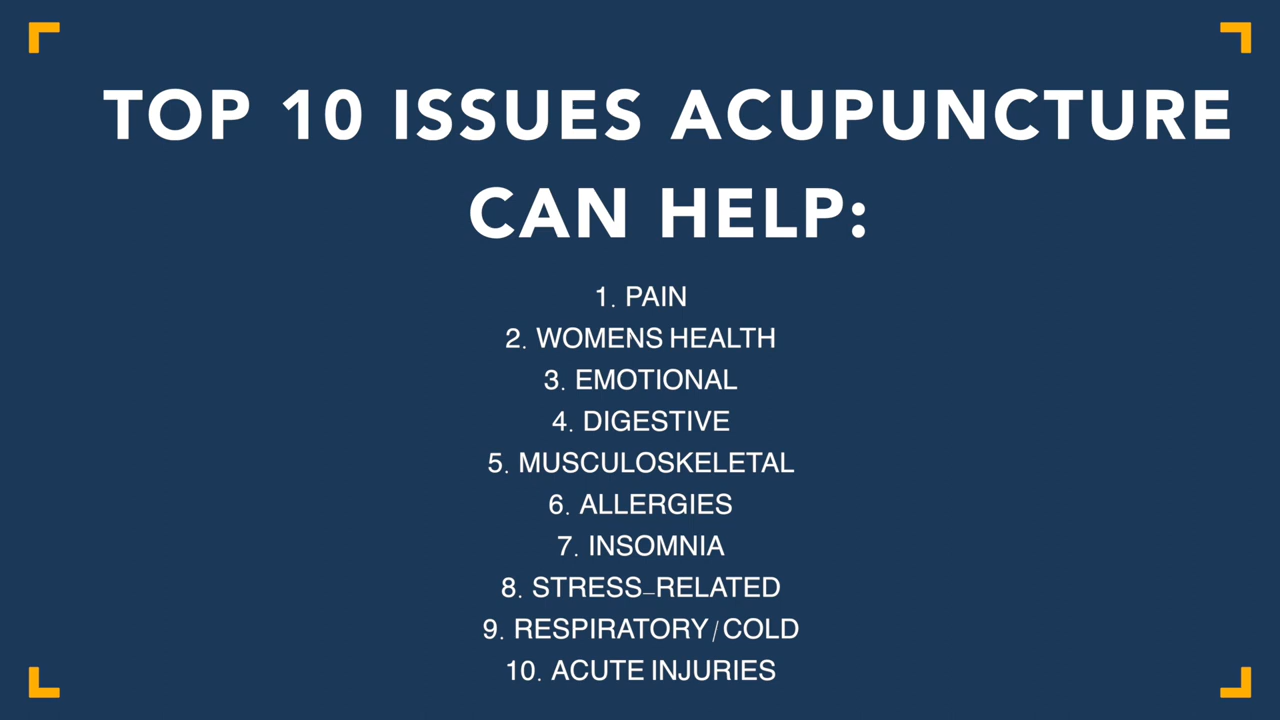 TOP 10 ISSUES ACUPUNCTURE
CAN HELP:
1. PAIN
2. WOMENS HEALTH
3. EMOTIONAL
4. DIGESTIVE
5. MUSCULOSKELETAL
6. ALLERGIES
7. INSOMNIA
8. STRESS-RELATED
9. RESPIRATORY/COLD
10. ACUTE INJURIES